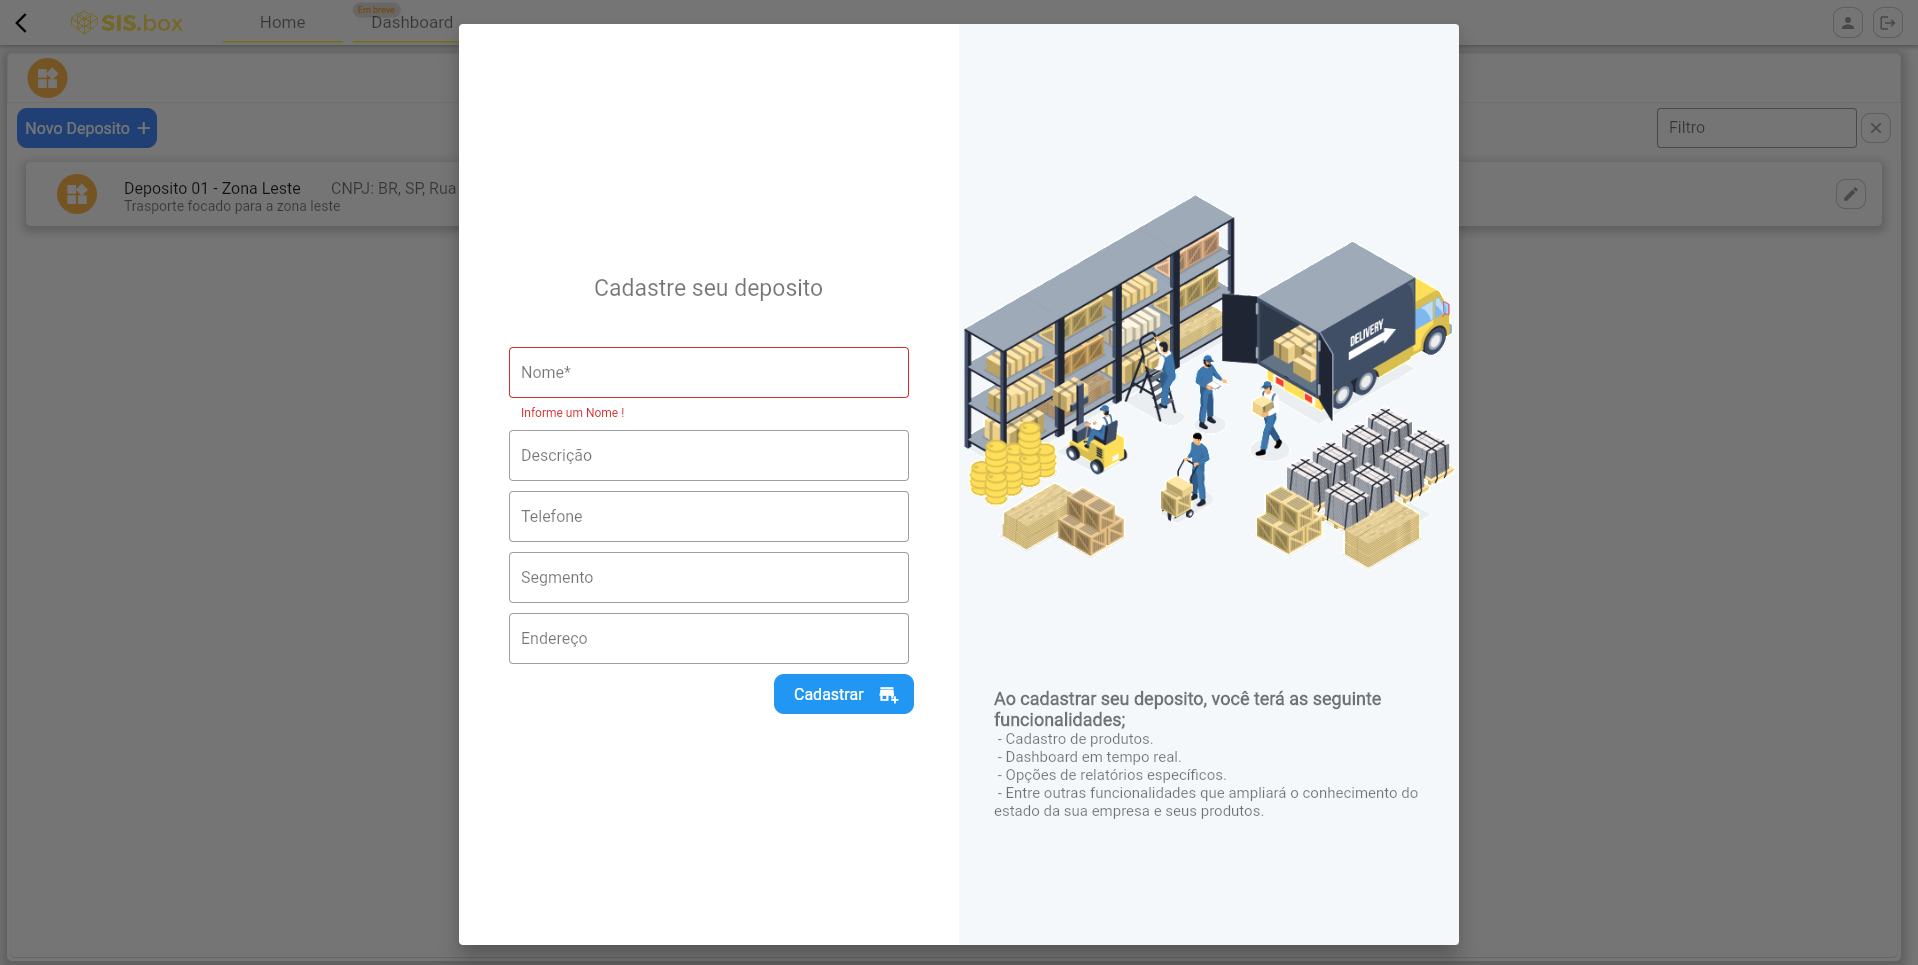 SIS.box
Home
Em breve
Dashboard
Novo Deposito
Filtro
Deposito 01 - Zona Leste
CNPJ: BR, SP, Rua
Trasporte focado para a zona leste
Cadastre seu deposito
Nome*
Informe um Nome !
Descrição
Telefone
Segmento
Endereço
Cadastrar
DELIVERY
Ao cadastrar seu deposito, você terá as seguinte
funcionalidades;
- Cadastro de produtos.
- Dashboard em tempo real.
- Opções de relatórios específicos.
- Entre outras funcionalidades que ampliará o conhecimento do
estado da sua empresa e seus produtos.